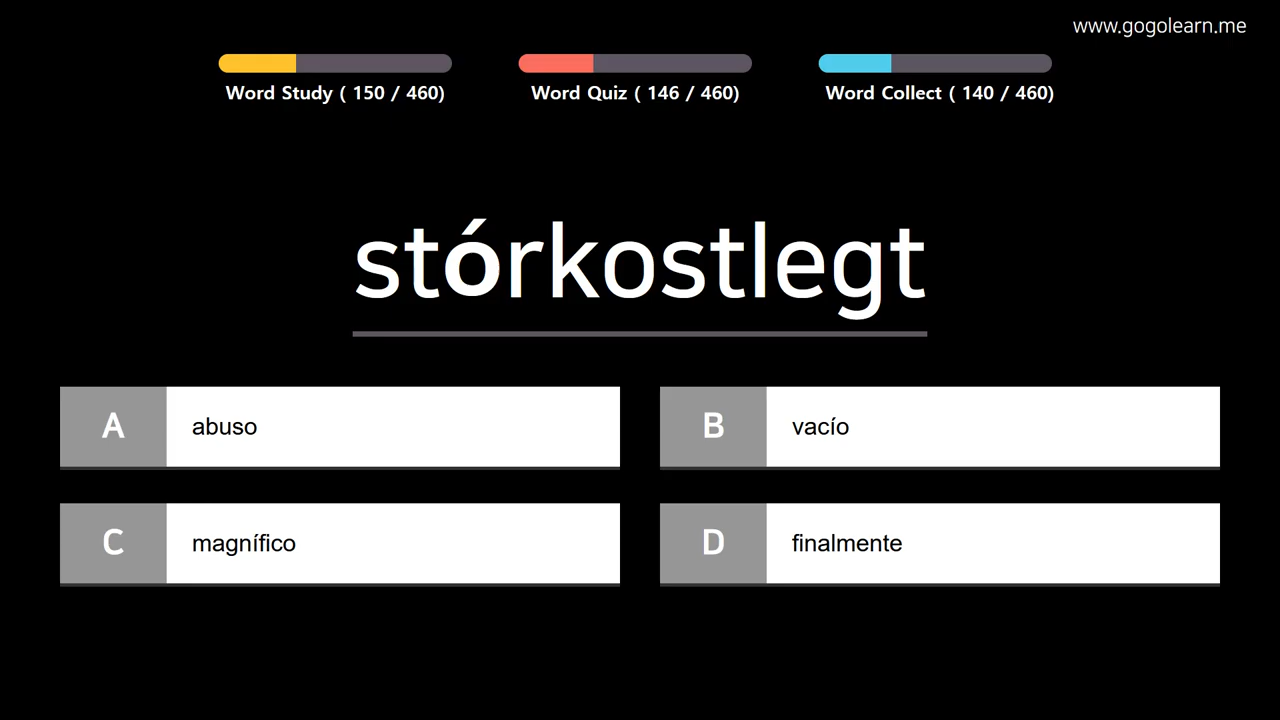 www.gogolearn.me
Word Study ( 150 / 460)
Word Quiz ( 146 / 460)
Word Collect ( 140 / 460)
stórkostlegt
A abuso
B vacío
C magnífico
D finalmente